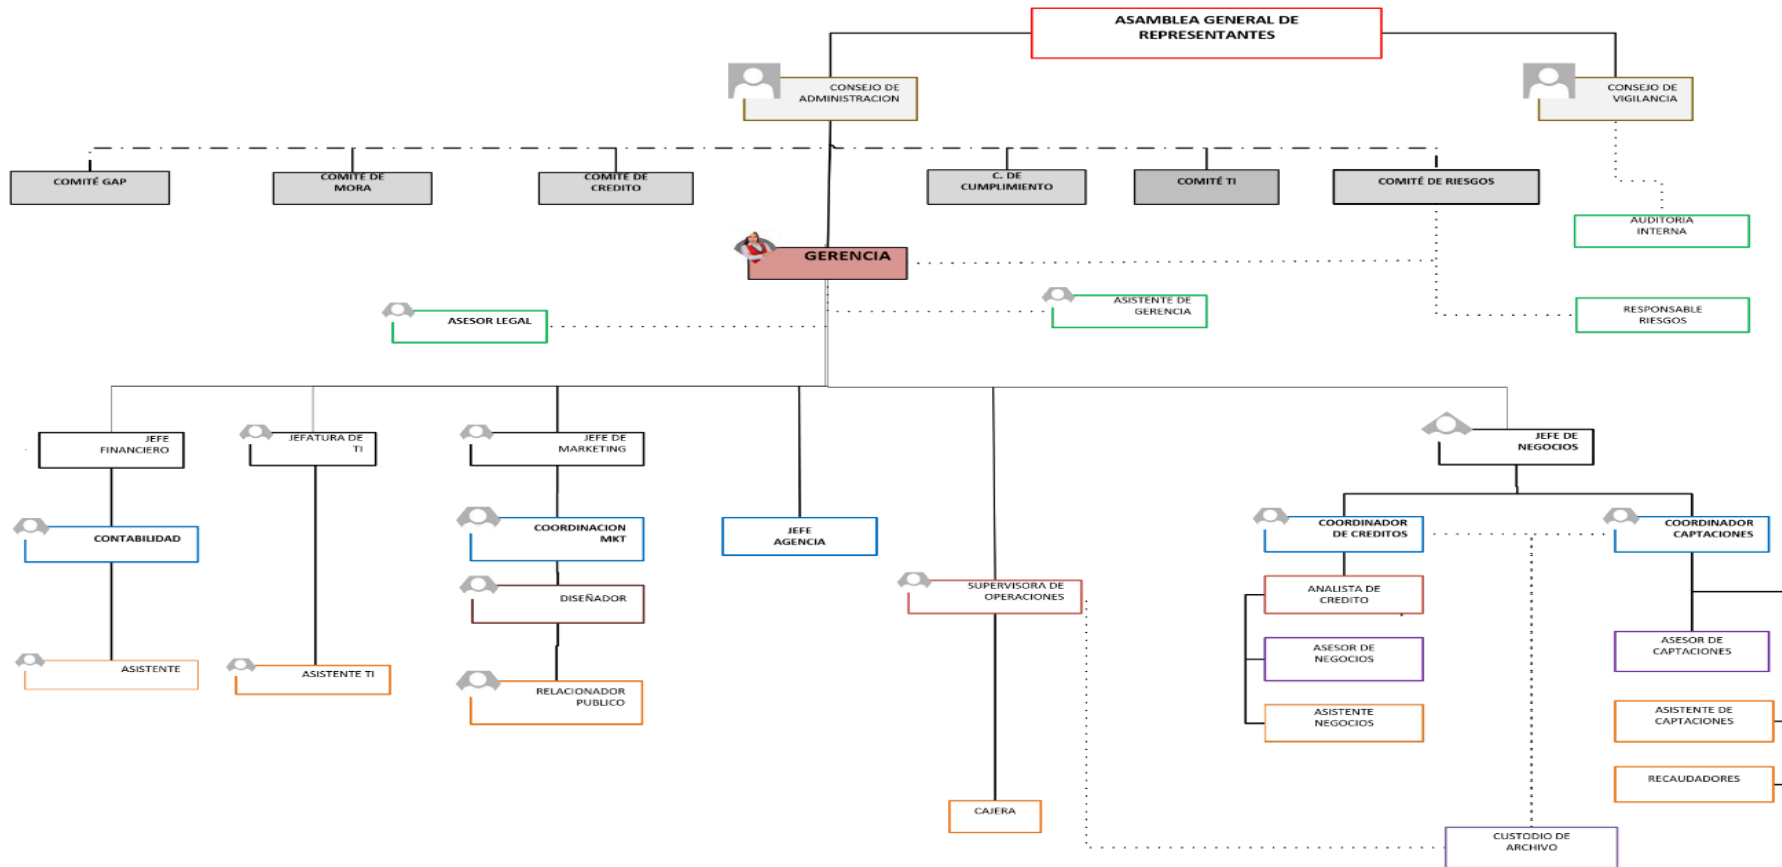 ASAMBLEA GENERAL DE
REPRESENTANTES
CONSEJO DE
ADMINISTRACION
CONSEJO DE
VIGILANCIA
COMITÉ GAP
COMITE DE
MORA
COMITE DE
CREDITO
C. DE
CUMPLIMIENTO
COMITÉ TI
COMITÉ DE RIESGOS
AUDITORIA
INTERNA
GERENCIA
ASESOR LEGAL
ASISTENTE DE
GERENCIA
RESPONSABLE
RIESGOS
JEFE
FINANCIERO
JEFATURA DE
TI
JEFE DE
MARKETING
JEFE DE
NEGOCIOS
CONTABILIDAD
COORDINACION
MKT
JEFE
AGENCIA
COORDINADOR
DE CREDITOS
COORDINADOR
CAPTACIONES
DISEÑADOR
SUPERVISORA DE
OPERACIONES
ANALISTA DE
CREDITO
ASESOR DE
NEGOCIOS
ASESOR DE
CAPTACIONES
ASISTENTE
ASISTENTE TI
RELACIONADOR
PUBLICO
ASISTENTE
NEGOCIOS
ASISTENTE DE
CAPTACIONES
RECAUDADORES
CAJERA
CUSTODIO DE
ARCHIVO